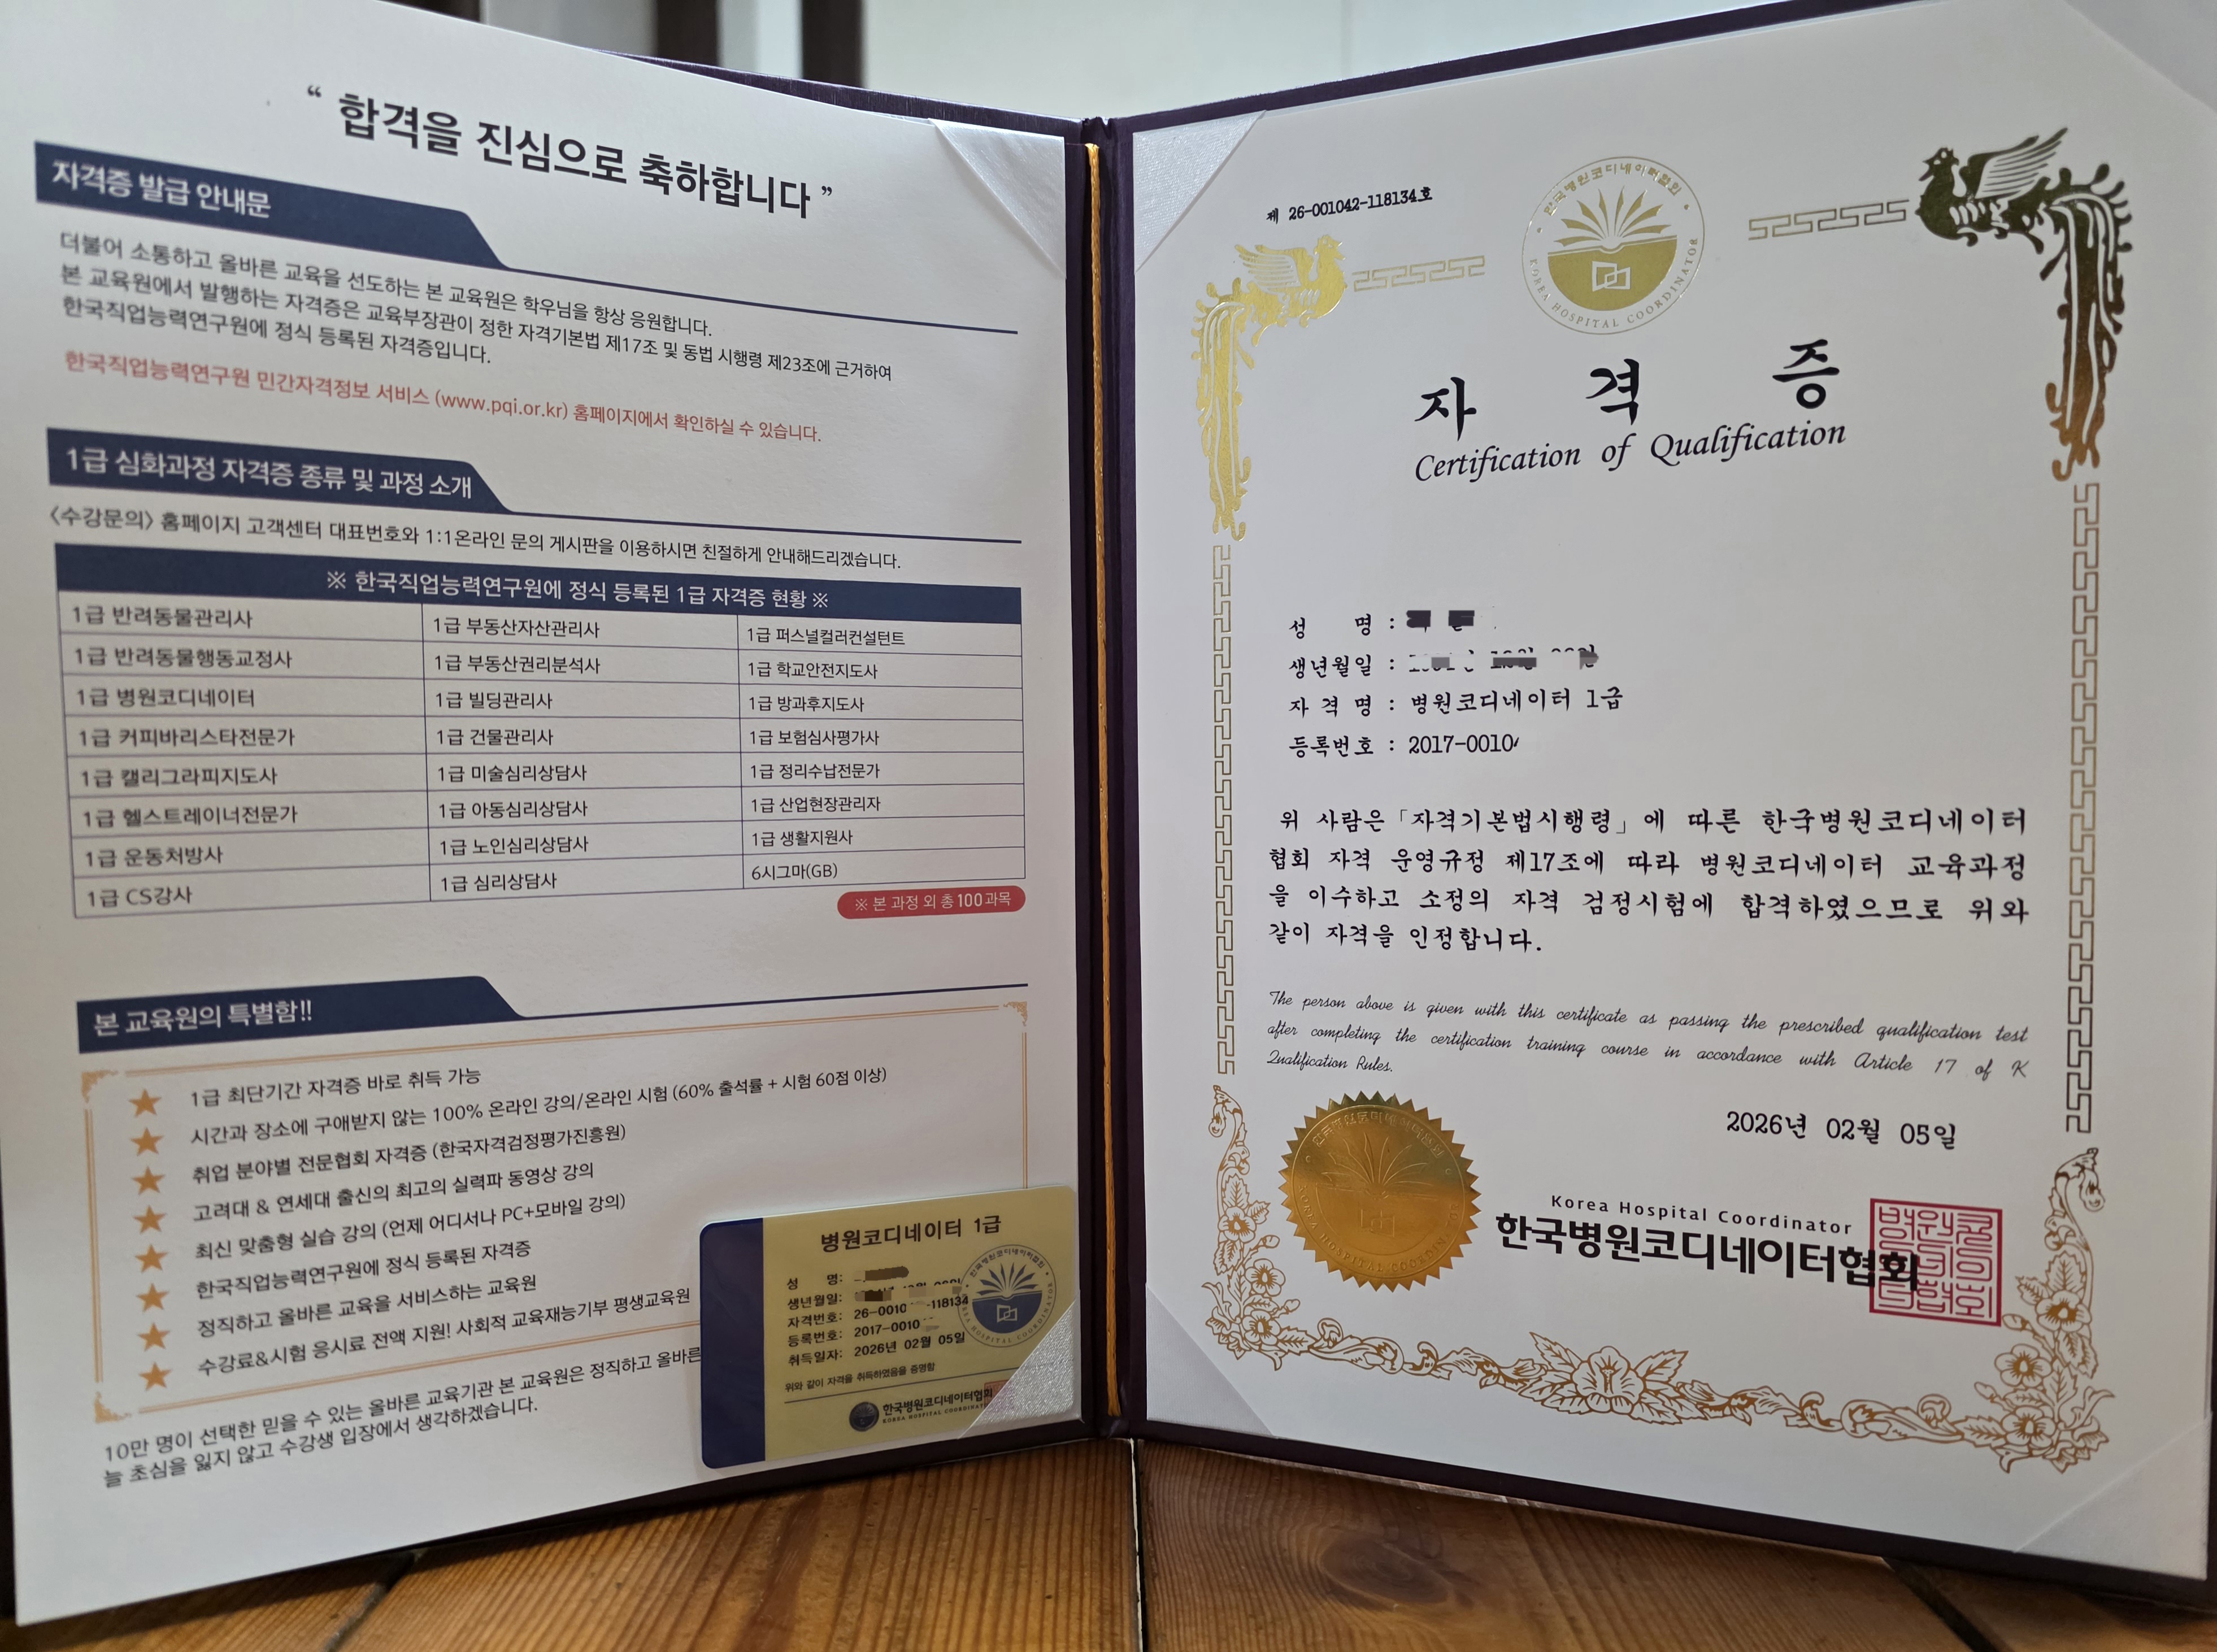 “ 합격을 진심으로 축하합니다 ”
자격증 발급 안내문
더불어 소통하고 올바른 교육을 선도하는 본 교육원은 학우님을 항상 응원합니다.
본 교육원에서 발행하는 자격증은 교육부장관이 정한 자격기본법 제17조 및 동법 시행령 제23조에 근거하여
한국직업능력연구원에 정식 등록된 자격증입니다.
한국직업능력연구원 민간자격정보 서비스 (www.pqi.or.kr) 홈페이지에서 확인하실 수 있습니다.
1급 심화과정 자격증 종류 및 과정 소개
<수강문의> 홈페이지 고객센터 대표번호와 1:1온라인 문의 게시판을 이용하시면 친절하게 안내해드리겠습니다.
※ 한국직업능력연구원에 정식 등록된 1급 자격증 현황 ※
1급 반려동물관리사 1급 부동산자산관리사 1급 퍼스널컬러컨설턴트
1급 반려동물행동교정사 1급 부동산권리분석사 1급 학교안전지도사
1급 병원코디네이터 1급 빌딩관리사 1급 방과후지도사
1급 커피바리스타전문가 1급 건물관리사 1급 보험심사평가사
1급 캘리그라피지도사 1급 미술심리상담사 1급 정리수납전문가
1급 헬스트레이너전문가 1급 아동심리상담사 1급 산업현장관리자
1급 운동처방사 1급 노인심리상담사 1급 생활지원사
1급 CS강사 1급 심리상담사 6시그마(GB)
※ 본 과정 외 총 100과목
본 교육원의 특별함!!
1급 최단기간 자격증 바로 취득 가능
시간과 장소에 구애받지 않는 100% 온라인 강의/온라인 시험 (60% 출석률 + 시험 60점 이상)
취업 분야별 전문협회 자격증 (한국자격검정평가진흥원)
고려대 & 연세대 출신의 최고의 실력파 동영상 강의
최신 맞춤형 실습 강의 (언제 어디서나 PC+모바일 강의)
한국직업능력연구원에 정식 등록된 자격증
정직하고 올바른 교육을 서비스하는 교육원
수강료&시험 응시료 전액 지원! 사회적 교육재능기부 평생교육원
10만 명이 선택한 믿을 수 있는 올바른 교육기관 본 교육원은 정직하고 올바른
늘 초심을 잃지 않고 수강생 입장에서 생각하겠습니다.
병원코디네이터 1급
성 명:
생년월일:
자격번호: 26-0010 -118134
등록번호: 2017-0010
취득일자: 2026년 02월 05일
위와 같이 자격을 취득하였음을 증명함
한국병원코디네이터협회
KOREA HOSPITAL COORDINATOR
제 26-001042-118134호
한국병원코디네이터협회
KOREA HOSPITAL COORDINATOR
자 격 증
Certification of Qualification
성 명 :
생년월일 :
자 격 명 : 병원코디네이터 1급
등록번호 : 2017-0010
위 사람은 「자격기본법시행령」에 따른 한국병원코디네이터
협회 자격 운영규정 제17조에 따라 병원코디네이터 교육과정
을 이수하고 소정의 자격 검정시험에 합격하였으므로 위와
같이 자격을 인정합니다.
The person above is given with this certificate as passing the prescribed qualification test
after completing the certification training course in accordance with Article 17 of K
Qualification Rules.
2026년 02월 05일
Korea Hospital Coordinator
한국병원코디네이터협회